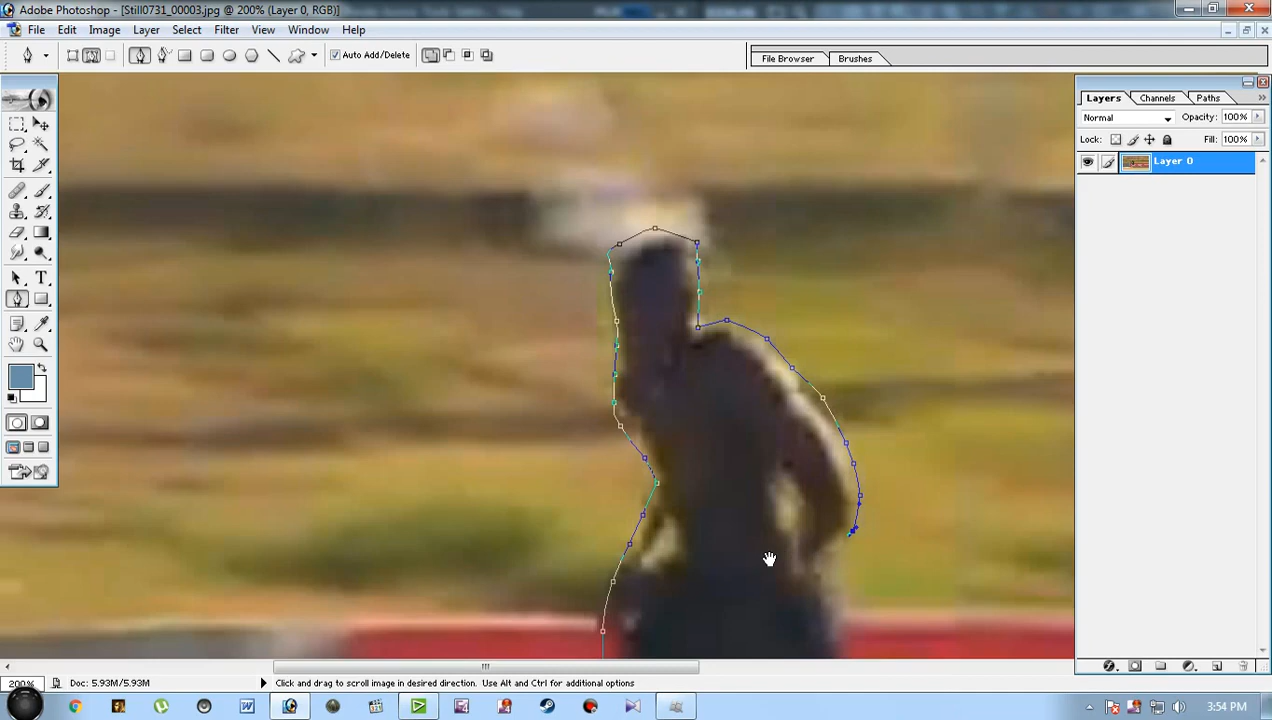 Adobe Photoshop - [Still0731_00003.jpg @ 200% (Layer 0, RGB)]
File Edit Image Layer Select Filter View Window Help
Auto Add/Delete
File Browser Brushes
Layers Channels Paths
Normal Opacity: 100%
Lock: Fill: 100%
Layer 0
T
200% Doc: 5.93M/5.93M Click and drag to scroll image in desired direction. Use Alt and Ctrl for additional options
3:54 PM